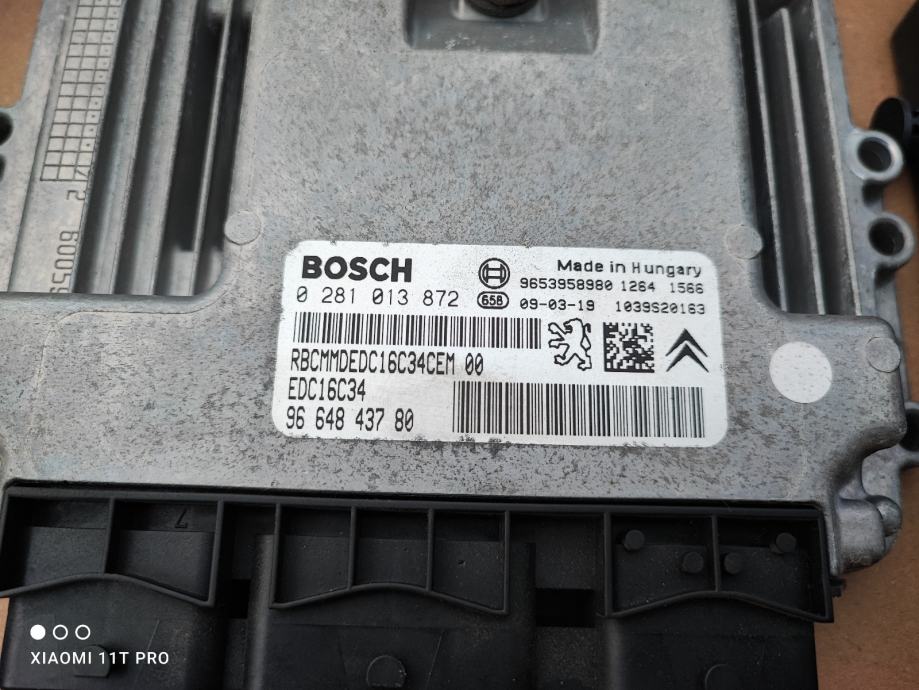 BOSCH
Made in Hungary
9653958980 1264 1566
0 281 013 872
658 09-03-19 1039S20163
RBCMMDEDC16C34CEM 00
EDC16C34
96 648 437 80
7
XIAOMI 11T PRO